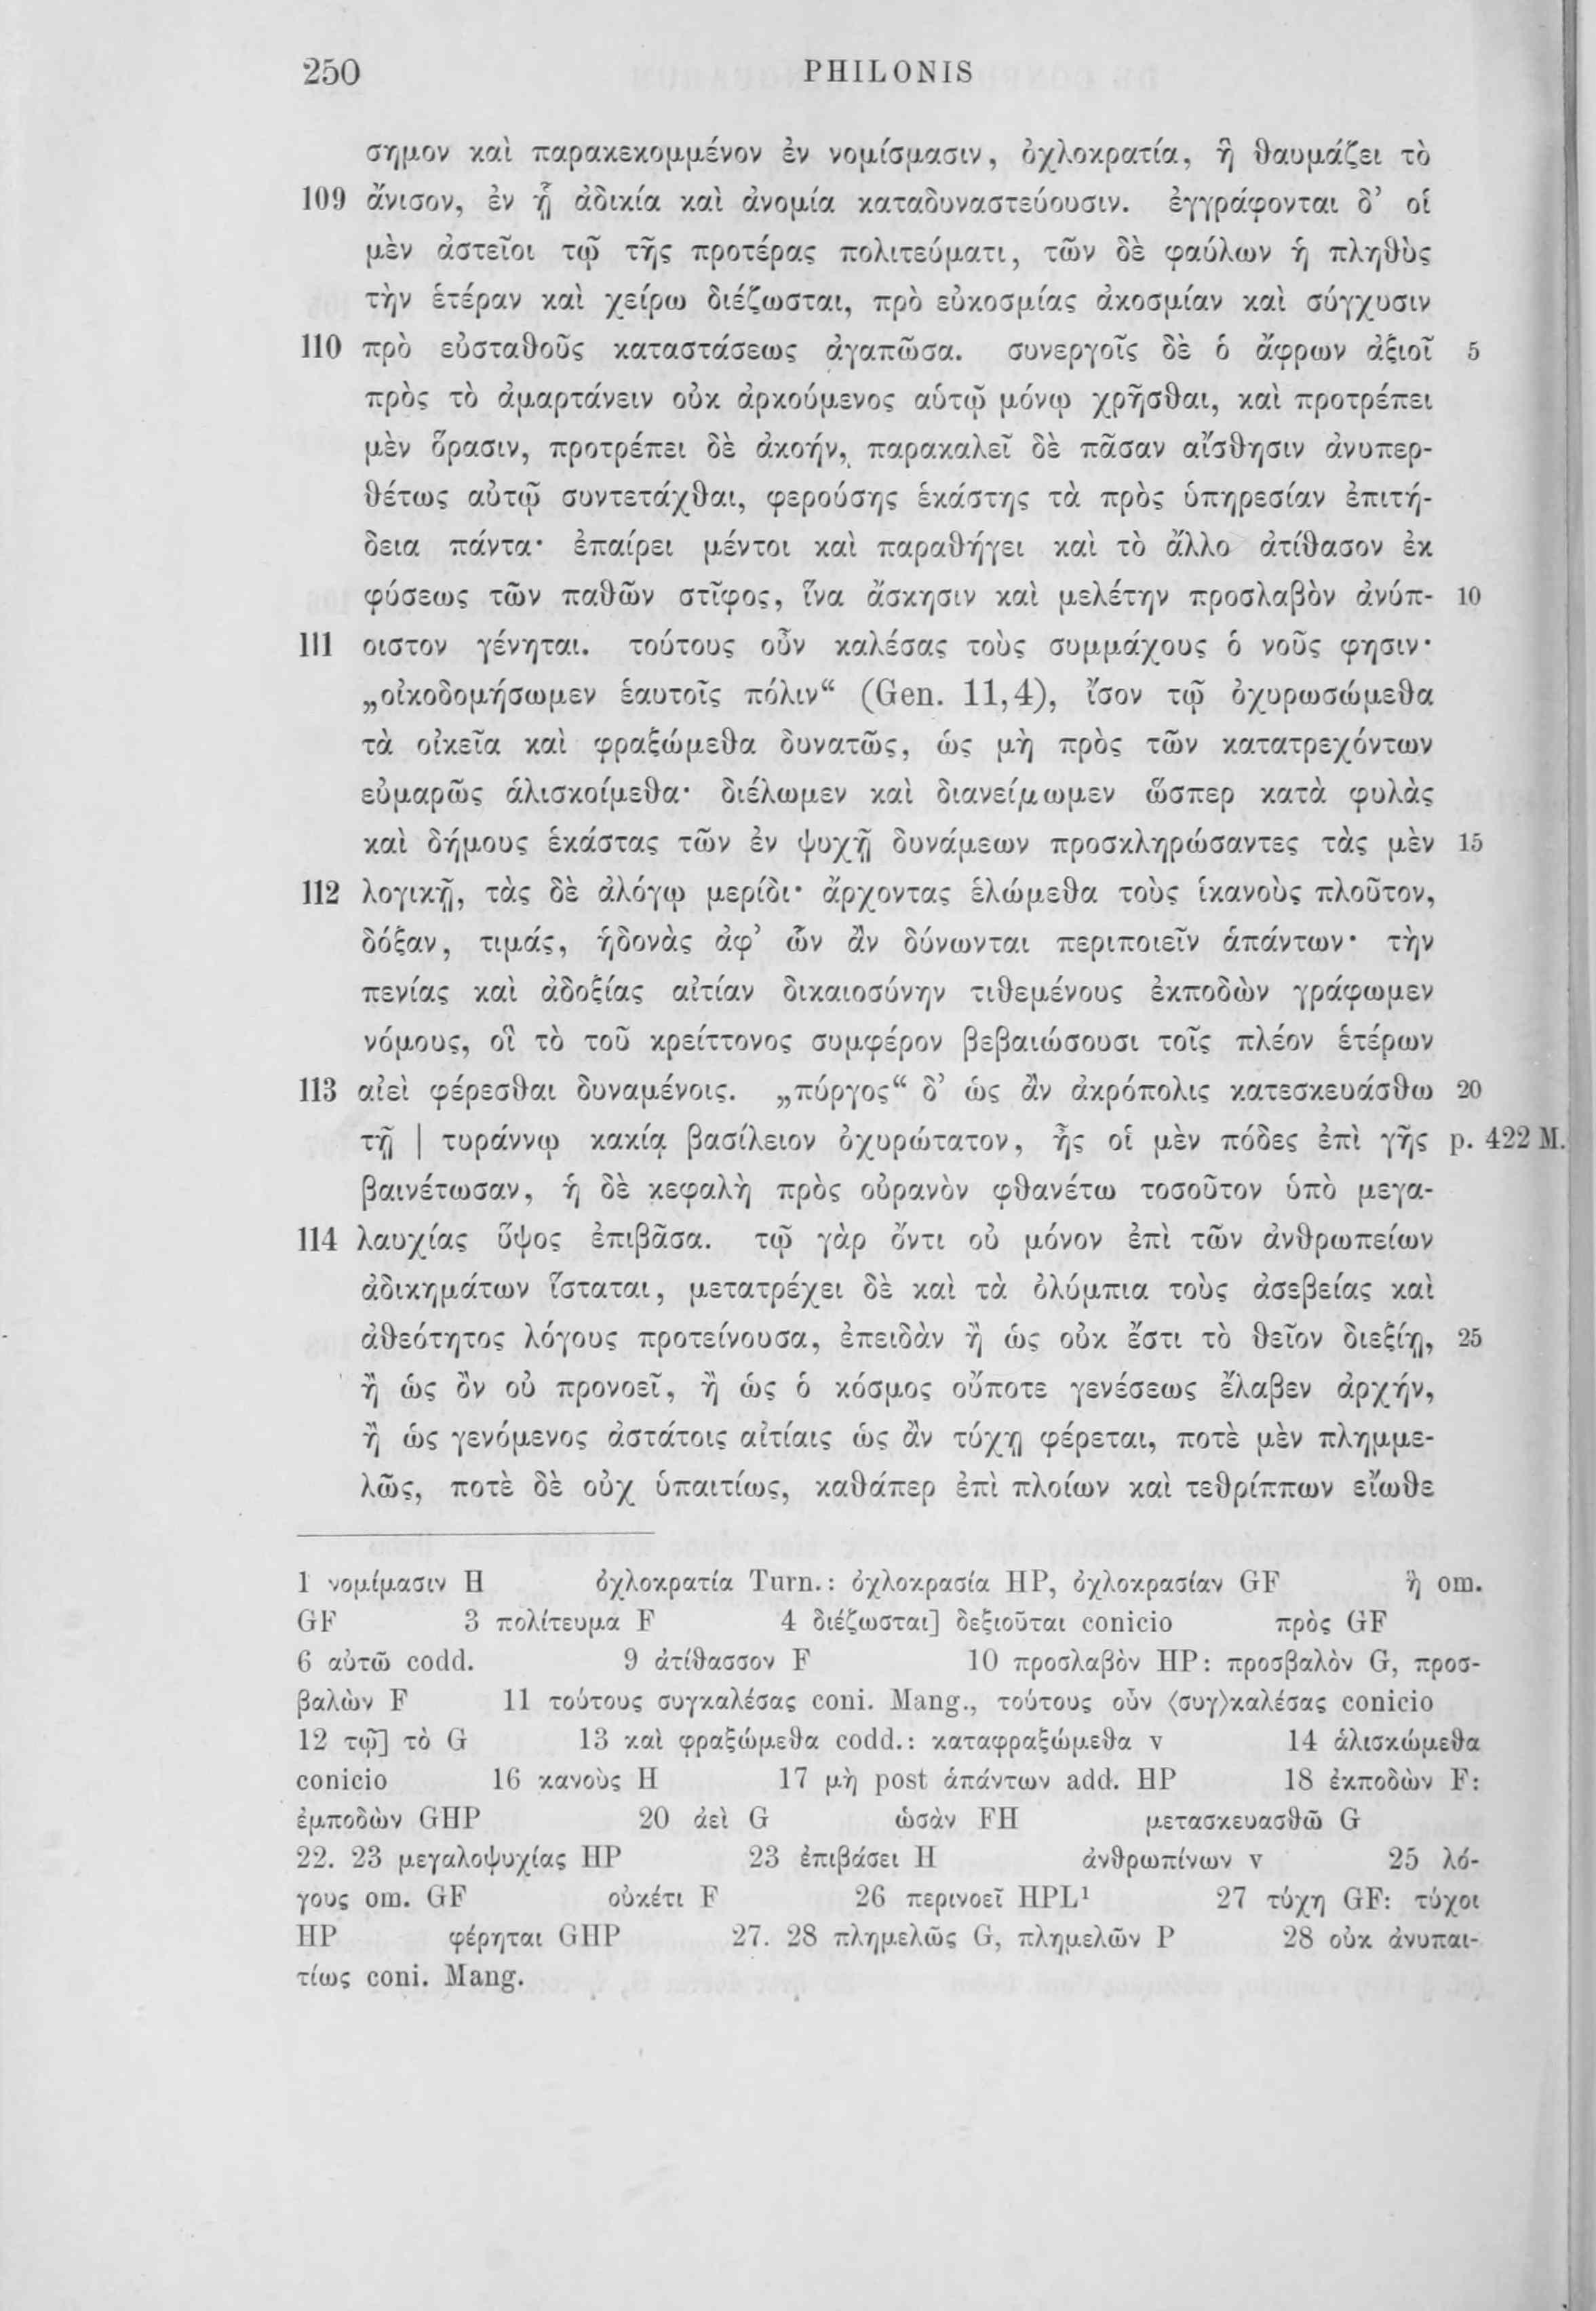 250 PHILONIS
σημον καὶ παρακεκομμένον ἐν νομίσμασιν, ὀχλοκρατία, ἣ θαυμάζει τὸ
109 ἄνισον, ἐν ᾗ ἀδικία καὶ ἀνομία καταδυναστεύουσιν. ἐγγράφονται δ’ οἱ
μὲν ἀστεῖοι τῷ τῆς προτέρας πολιτεύματι, τῶν δὲ φαύλων ἡ πληθὺς
τὴν ἑτέραν καὶ χείρω διέζωσται, πρὸ εὐκοσμίας ἀκοσμίαν καὶ σύγχυσιν
110 πρὸ εὐσταθοῦς καταστάσεως ἀγαπῶσα. συνεργοῖς δὲ ὁ ἄφρων ἀξιοῖ 5
πρὸς τὸ ἁμαρτάνειν οὐκ ἀρκούμενος αὑτῷ μόνῳ χρῆσθαι, καὶ προτρέπει
μὲν ὅρασιν, προτρέπει δὲ ἀκοήν, παρακαλεῖ δὲ πᾶσαν αἴσθησιν ἀνυπερ-
θέτως αὐτῷ συντετάχθαι, φερούσης ἑκάστης τὰ πρὸς ὑπηρεσίαν ἐπιτή-
δεια πάντα· ἐπαίρει μέντοι καὶ παραθήγει καὶ τὸ ἄλλο ἀτίθασον ἐκ
φύσεως τῶν παθῶν στῖφος, ἵνα ἄσκησιν καὶ μελέτην προσλαβὸν ἀνύπ- 10
111 οιστον γένηται. τούτους οὖν καλέσας τοὺς συμμάχους ὁ νοῦς φησιν·
„οἰκοδομήσωμεν ἑαυτοῖς πόλιν“ (Gen. 11,4), ἴσον τῷ ὀχυρωσώμεθα
τὰ οἰκεῖα καὶ φραξώμεθα δυνατῶς, ὡς μὴ πρὸς τῶν κατατρεχόντων
εὐμαρῶς ἁλισκοίμεθα· διέλωμεν καὶ διανείμωμεν ὥσπερ κατὰ φυλὰς
καὶ δήμους ἑκάστας τῶν ἐν ψυχῇ δυνάμεων προσκληρώσαντες τὰς μὲν 15
112 λογικῇ, τὰς δὲ ἀλόγῳ μερίδι· ἄρχοντας ἑλώμεθα τοὺς ἱκανοὺς πλοῦτον,
δόξαν, τιμάς, ἡδονὰς ἀφ’ ὧν ἂν δύνωνται περιποιεῖν ἁπάντων· τὴν
πενίας καὶ ἀδοξίας αἰτίαν δικαιοσύνην τιθεμένους ἐκποδὼν γράφωμεν
νόμους, οἳ τὸ τοῦ κρείττονος συμφέρον βεβαιώσουσι τοῖς πλέον ἑτέρων
113 αἰεὶ φέρεσθαι δυναμένοις. „πύργος“ δ’ ὡς ἂν ἀκρόπολις κατεσκευάσθω 20
τῇ | τυράννῳ κακίᾳ βασίλειον ὀχυρώτατον, ἧς οἱ μὲν πόδες ἐπὶ γῆς p. 422 M.
βαινέτωσαν, ἡ δὲ κεφαλὴ πρὸς οὐρανὸν φθανέτω τοσοῦτον ὑπὸ μεγα-
114 λαυχίας ὕψος ἐπιβᾶσα. τῷ γὰρ ὄντι οὐ μόνον ἐπὶ τῶν ἀνθρωπείων
ἀδικημάτων ἵσταται, μετατρέχει δὲ καὶ τὰ ὀλύμπια τοὺς ἀσεβείας καὶ
ἀθεότητος λόγους προτείνουσα, ἐπειδὰν ἢ ὡς οὐκ ἔστι τὸ θεῖον διεξίῃ, 25
ἢ ὡς ὂν οὐ προνοεῖ, ἢ ὡς ὁ κόσμος οὔποτε γενέσεως ἔλαβεν ἀρχήν,
ἢ ὡς γενόμενος ἀστάτοις αἰτίαις ὡς ἂν τύχῃ φέρεται, ποτὲ μὲν πλημμε-
λῶς, ποτὲ δὲ οὐχ ὑπαιτίως, καθάπερ ἐπὶ πλοίων καὶ τεθρίππων εἴωθε
1 νομίμασιν H ὀχλοκρατία Turn.: ὀχλοκρασία HP, ὀχλοκρασίαν GF ἣ om.
GF 3 πολίτευμα F 4 διέζωσται] δεξιοῦται conicio πρὸς GF
6 αὐτῶ codd. 9 ἀτίθασσον F 10 προσλαβὸν HP: προσβαλὸν G, προσ-
βαλὼν F 11 τούτους συγκαλέσας coni. Mang., τούτους οὖν ⟨συγ⟩καλέσας conicio
12 τῷ] τὸ G 13 καὶ φραξώμεθα codd.: καταφραξώμεθα v 14 ἁλισκώμεθα
conicio 16 κανοὺς H 17 μὴ post ἁπάντων add. HP 18 ἐκποδὼν F:
ἐμποδὼν GHP 20 ἀεὶ G ὡσὰν FH μετασκευασθῶ G
22. 23 μεγαλοψυχίας HP 23 ἐπιβάσει H ἀνθρωπίνων v 25 λό-
γους om. GF οὐκέτι F 26 περινοεῖ HPL¹ 27 τύχη GF: τύχοι
HP φέρηται GHP 27. 28 πλημελῶς G, πλημελῶν P 28 οὐκ ἀνυπαι-
τίως coni. Mang.